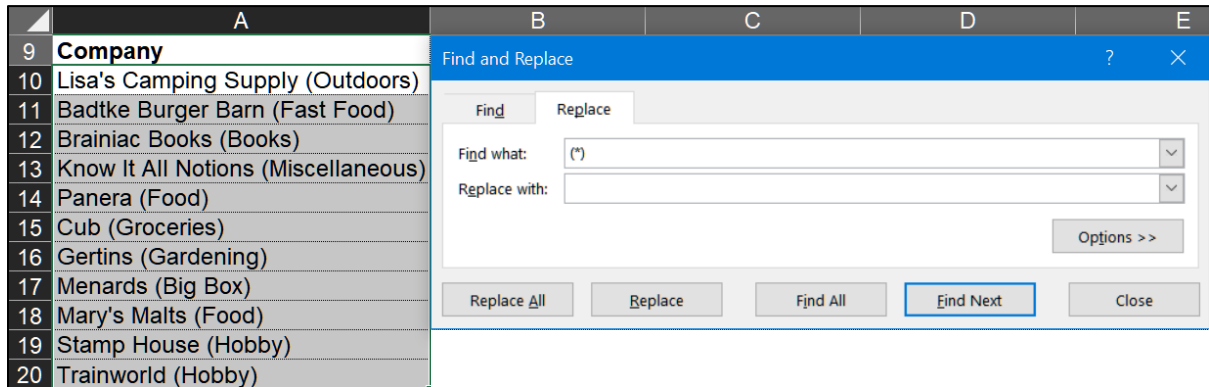 A B C D E
9 Company
10 Lisa's Camping Supply (Outdoors)
11 Badtke Burger Barn (Fast Food)
12 Brainiac Books (Books)
13 Know It All Notions (Miscellaneous)
14 Panera (Food)
15 Cub (Groceries)
16 Gertins (Gardening)
17 Menards (Big Box)
18 Mary's Malts (Food)
19 Stamp House (Hobby)
20 Trainworld (Hobby)
Find and Replace ? ×
Find Replace
Find what: (*)
Replace with:
Options >>
Replace All Replace Find All Find Next Close